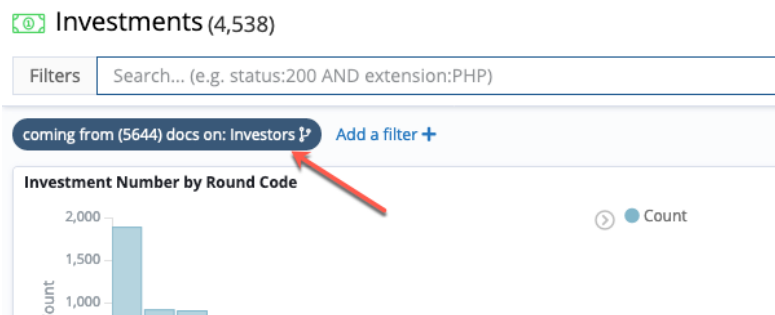 Investments (4,538)
Filters Search... (e.g. status:200 AND extension:PHP)
coming from (5644) docs on: Investors Add a filter
Investment Number by Round Code
2,000
Count
1,500
1,000